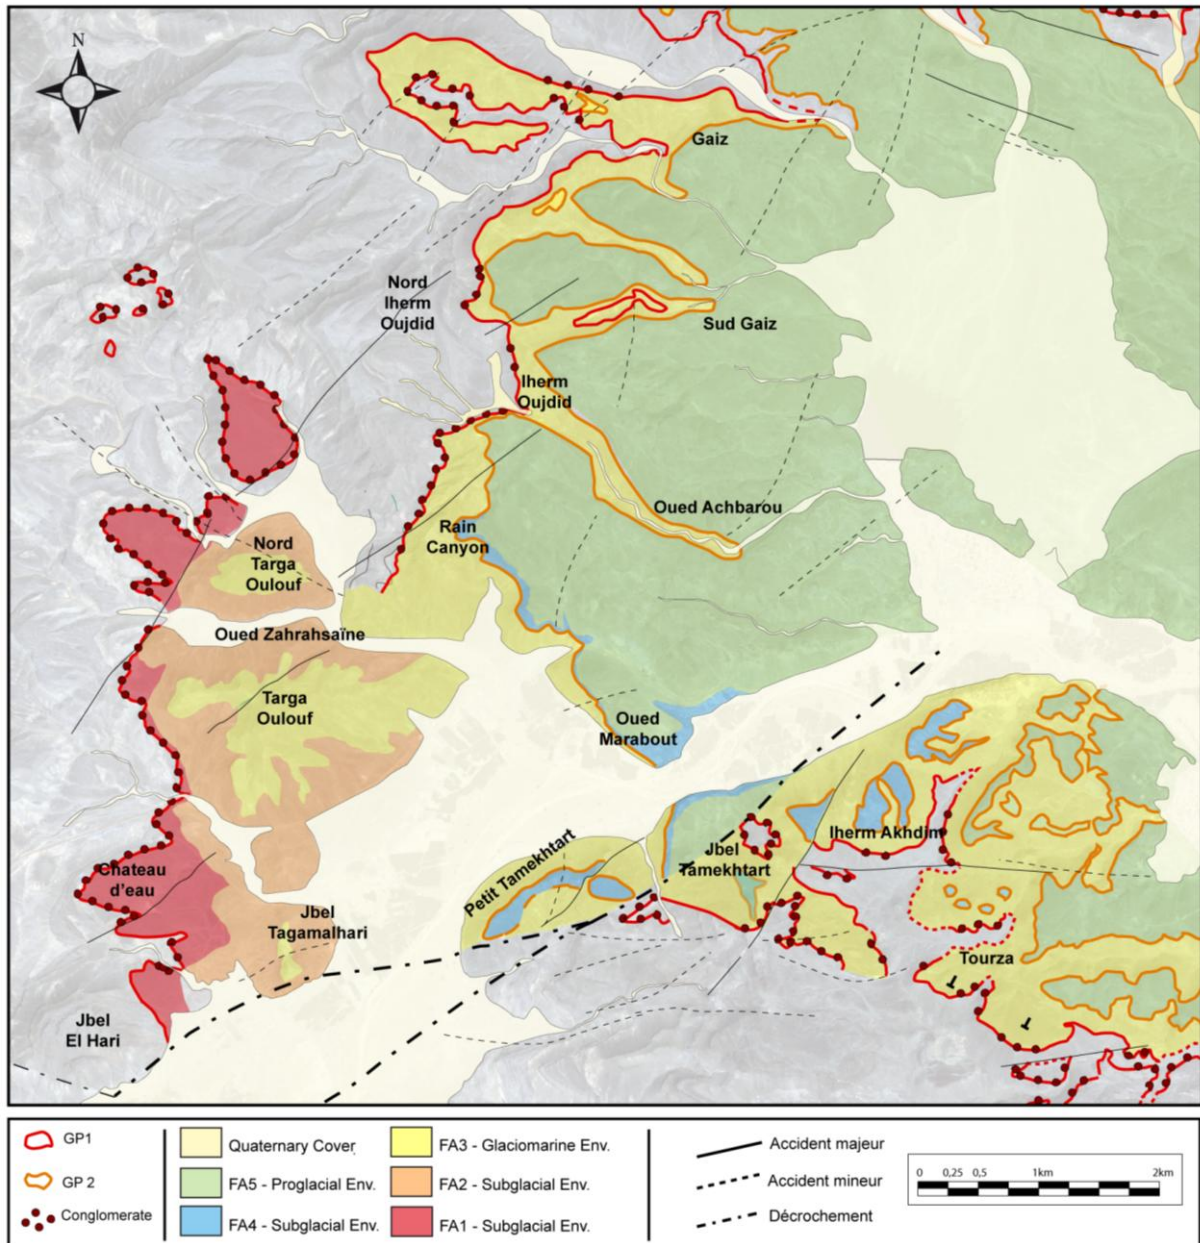 N
Gaiz
Nord
Iherm
Oujdid
Sud Gaiz
Iherm
Oujdid
Oued Achbarou
Rain
Canyon
Nord
Targa
Oulouf
Oued Zahrahsaïne
Targa
Oulouf
Oued
Marabout
Iherm Akhdim
Jbel
Tamekhtart
Petit Tamekhtart
Chateau
d'eau
Jbel
Tagamalhari
Tourza
Jbel
El Hari
GP1
GP 2
Conglomerate
Quaternary Cover
FA5 - Proglacial Env.
FA4 - Subglacial Env.
FA3 - Glaciomarine Env.
FA2 - Subglacial Env.
FA1 - Subglacial Env.
Accident majeur
Accident mineur
Décrochement
0 0,25 0,5 1km 2km